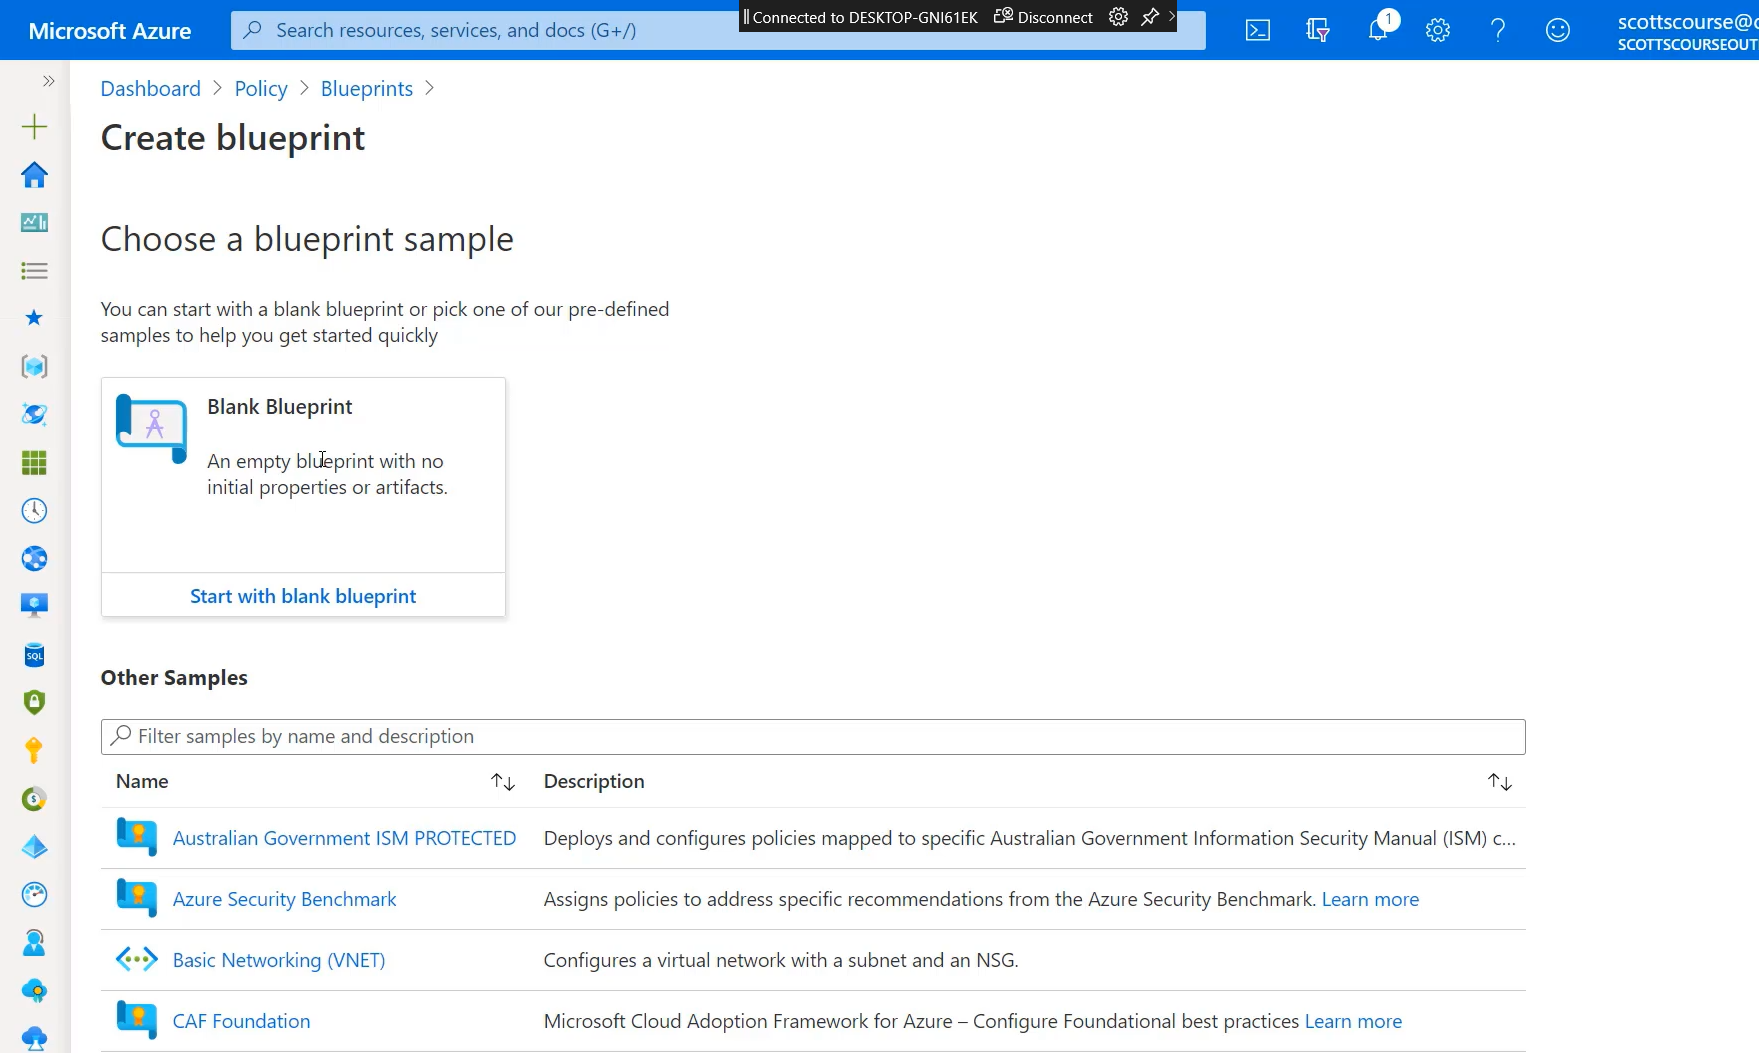 Microsoft Azure
Search resources, services, and docs (G+/)
Connected to DESKTOP-GNI61EK
Disconnect
1
scottscourse@
SCOTTSCOURSEOUT
Dashboard > Policy > Blueprints >
Create blueprint
Choose a blueprint sample
You can start with a blank blueprint or pick one of our pre-defined
samples to help you get started quickly
Blank Blueprint
An empty blueprint with no
initial properties or artifacts.
Start with blank blueprint
SQL
Other Samples
Filter samples by name and description
Name
Description
Australian Government ISM PROTECTED
Deploys and configures policies mapped to specific Australian Government Information Security Manual (ISM) c...
Azure Security Benchmark
Assigns policies to address specific recommendations from the Azure Security Benchmark. Learn more
Basic Networking (VNET)
Configures a virtual network with a subnet and an NSG.
CAF Foundation
Microsoft Cloud Adoption Framework for Azure – Configure Foundational best practices Learn more